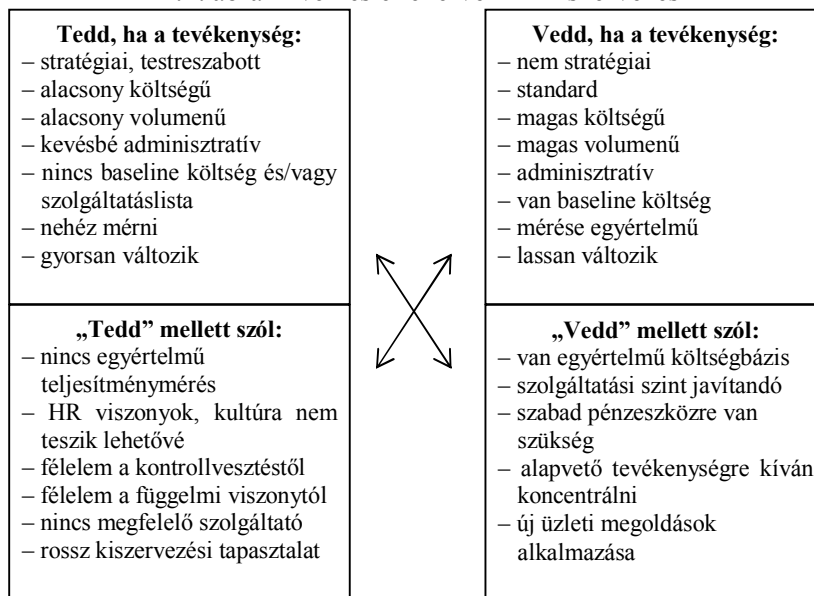 Tedd, ha a tevékenység:
– stratégiai, testreszabott
– alacsony költségű
– alacsony volumenű
– kevésbé adminisztratív
– nincs baseline költség és/vagy
szolgáltatáslista
– nehéz mérni
– gyorsan változik
Vedd, ha a tevékenység:
– nem stratégiai
– standard
– magas költségű
– magas volumenű
– adminisztratív
– van baseline költség
– mérése egyértelmű
– lassan változik
„Tedd” mellett szól:
– nincs egyértelmű
teljesítménymérés
– HR viszonyok, kultúra nem
teszik lehetővé
– félelem a kontrollvesztéstől
– félelem a függelmi viszonytól
– nincs megfelelő szolgáltató
– rossz kiszervezési tapasztalat
„Vedd” mellett szól:
– van egyértelmű költségbázis
– szolgáltatási szint javítandó
– szabad pénzeszközre van
szükség
– alapvető tevékenységre kíván
koncentrálni
– új üzleti megoldások
alkalmazása